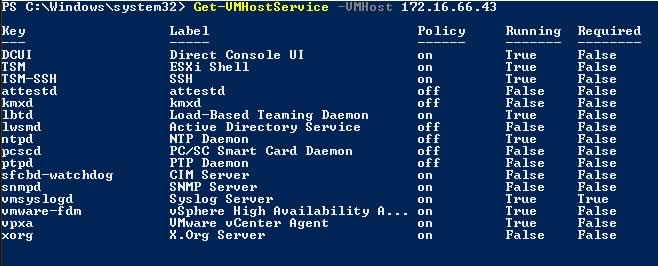 PS C:\Windows\system32> Get-VMHostService -VMHost 172.16.66.43
Key Label Policy Running Required
--- ----- ------ ------- --------
DCUI Direct Console UI on True False
TSM ESXi Shell on True False
TSM-SSH SSH on True False
attestd attestd off False False
kmxd kmxd off False False
lbtd Load-Based Teaming Daemon on True False
lwsmd Active Directory Service off False False
ntpd NTP Daemon off True False
pcscd PC/SC Smart Card Daemon off False False
ptpd PTP Daemon off False False
sfcbd-watchdog CIM Server on False False
snmpd SNMP Server on False False
vmsyslogd Syslog Server on True True
vmware-fdm vSphere High Availability A... on True False
vpxa VMware vCenter Agent on True False
xorg X.Org Server on False False